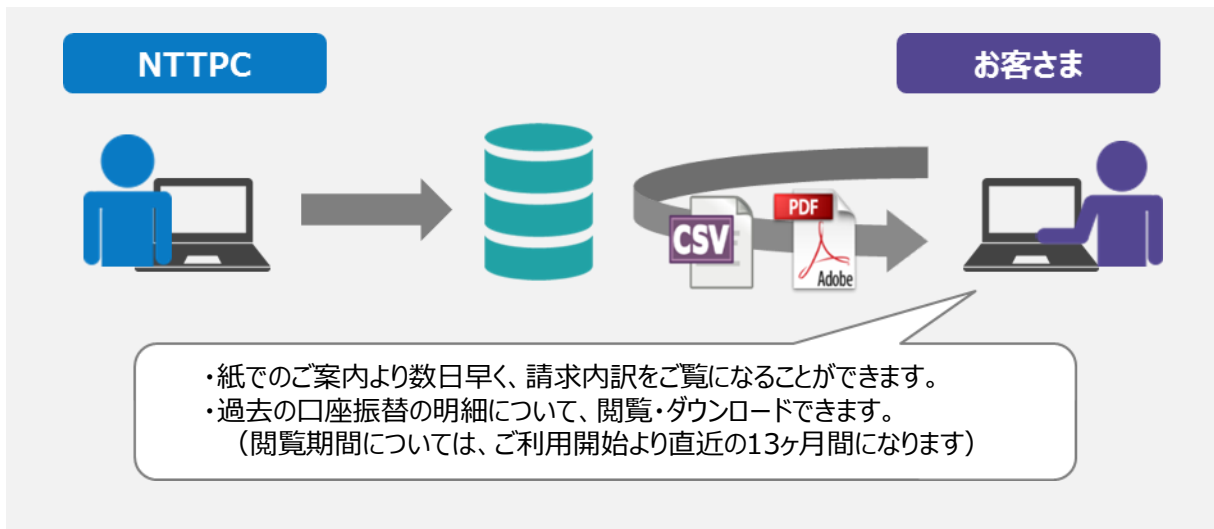 NTTPC
お客さま
CSV
PDF
Adobe
・紙でのご案内より数日早く、請求内訳をご覧になることができます。
・過去の口座振替の明細について、閲覧・ダウンロードできます。
（閲覧期間については、ご利用開始より直近の13ヶ月間になります）